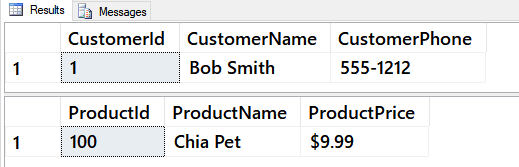 Results Messages
CustomerId CustomerName CustomerPhone
1 1 Bob Smith 555-1212
ProductId ProductName ProductPrice
1 100 Chia Pet $9.99